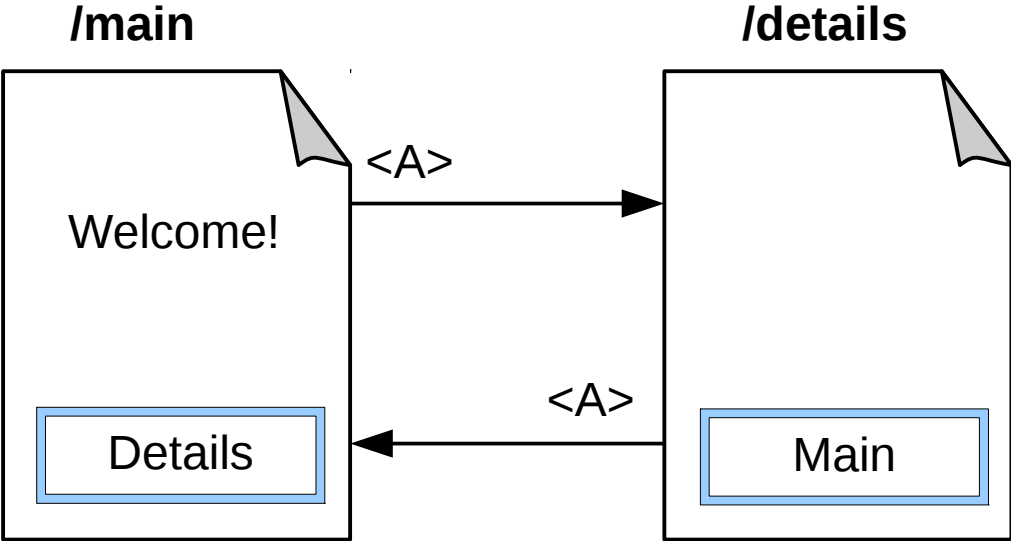 /main
/details
<A>
Welcome!
<A>
Details
Main